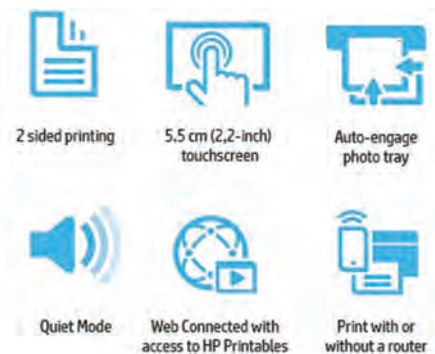 2 sided printing
5.5 cm (2,2-inch)
touchscreen
Auto-engage
photo tray
Quiet Mode
Web Connected with
access to HP Printables
Print with or
without a router